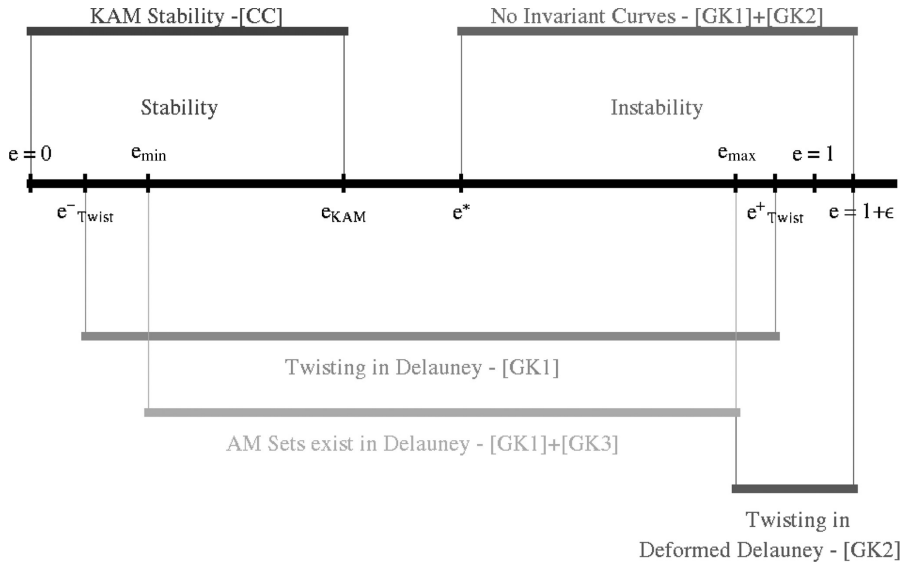 KAM Stability -[CC]
No Invariant Curves - [GK1]+[GK2]
Stability
Instability
e = 0
e_min
e_max
e = 1
e^-_Twist
e_KAM
e^*
e^+_Twist
e = 1+ϵ
Twisting in Delauney - [GK1]
AM Sets exist in Delauney - [GK1]+[GK3]
Twisting in
Deformed Delauney - [GK2]